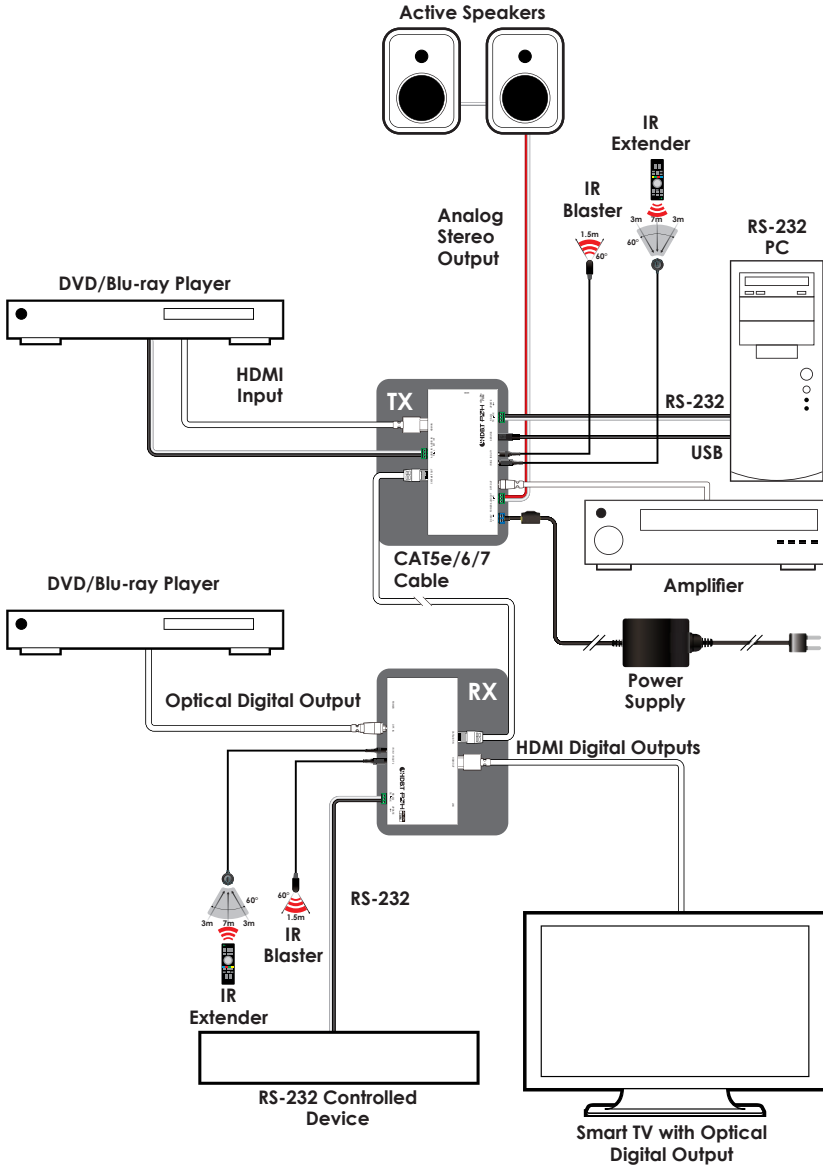 Active Speakers
IR
Extender
IR
Blaster
3m 7m 3m
60°
1.5m
60°
Analog
Stereo
Output
RS-232
PC
DVD/Blu-ray Player
HDMI
Input
TX
RS-232
USB
CAT5e/6/7
Cable
Amplifier
DVD/Blu-ray Player
Power
Supply
RX
Optical Digital Output
HDMI Digital Outputs
60°
3m 7m 3m
60°
1.5m
RS-232
IR
Blaster
IR
Extender
RS-232 Controlled
Device
Smart TV with Optical
Digital Output